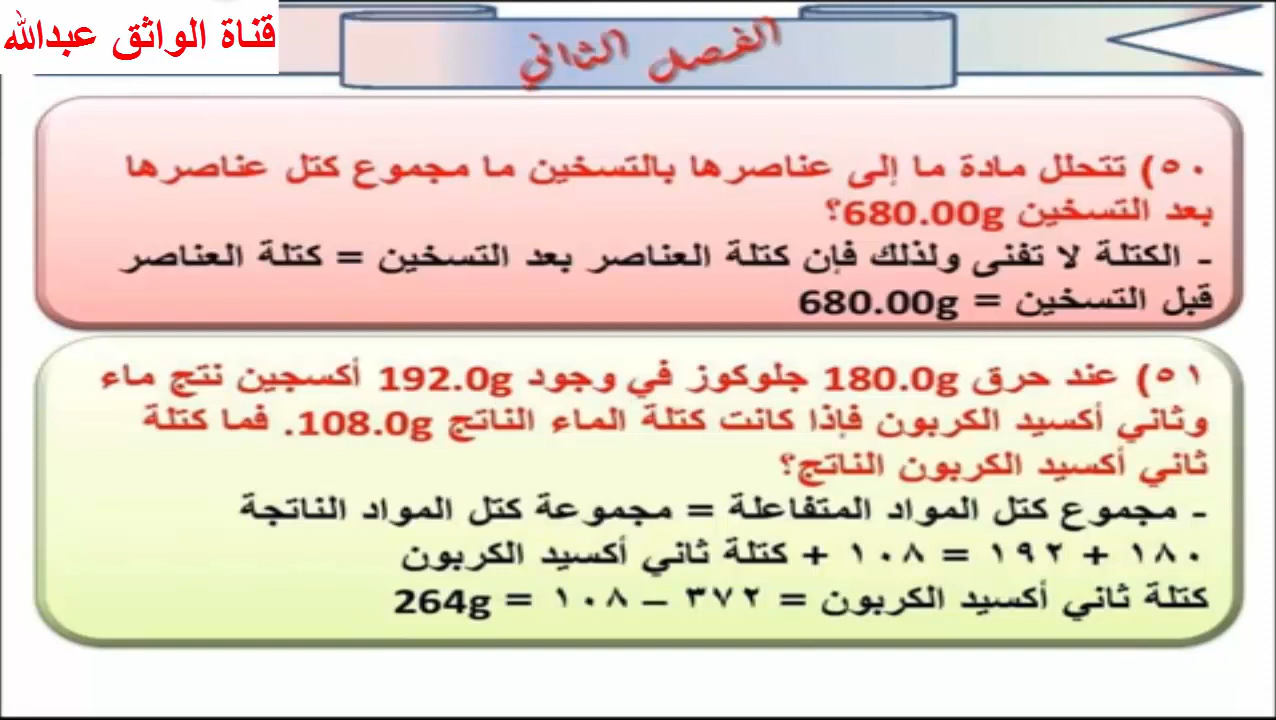 قناة الواثق عبدالله
الفصل الثاني
٥٠) تتحلل مادة ما إلى عناصرها بالتسخين ما مجموع كتل عناصرها
بعد التسخين 680.00g؟
- الكتلة لا تفنى ولذلك فإن كتلة العناصر بعد التسخين = كتلة العناصر
قبل التسخين = 680.00g
٥١) عند حرق 180.0g جلوكوز في وجود 192.0g أكسجين نتج ماء
وثاني أكسيد الكربون فإذا كانت كتلة الماء الناتج 108.0g. فما كتلة
ثاني أكسيد الكربون الناتج؟
- مجموع كتل المواد المتفاعلة = مجموعة كتل المواد الناتجة
١٨٠ + ١٩٢ = ١٠٨ + كتلة ثاني أكسيد الكربون
كتلة ثاني أكسيد الكربون = ٣٧٢ – ١٠٨ = 264g